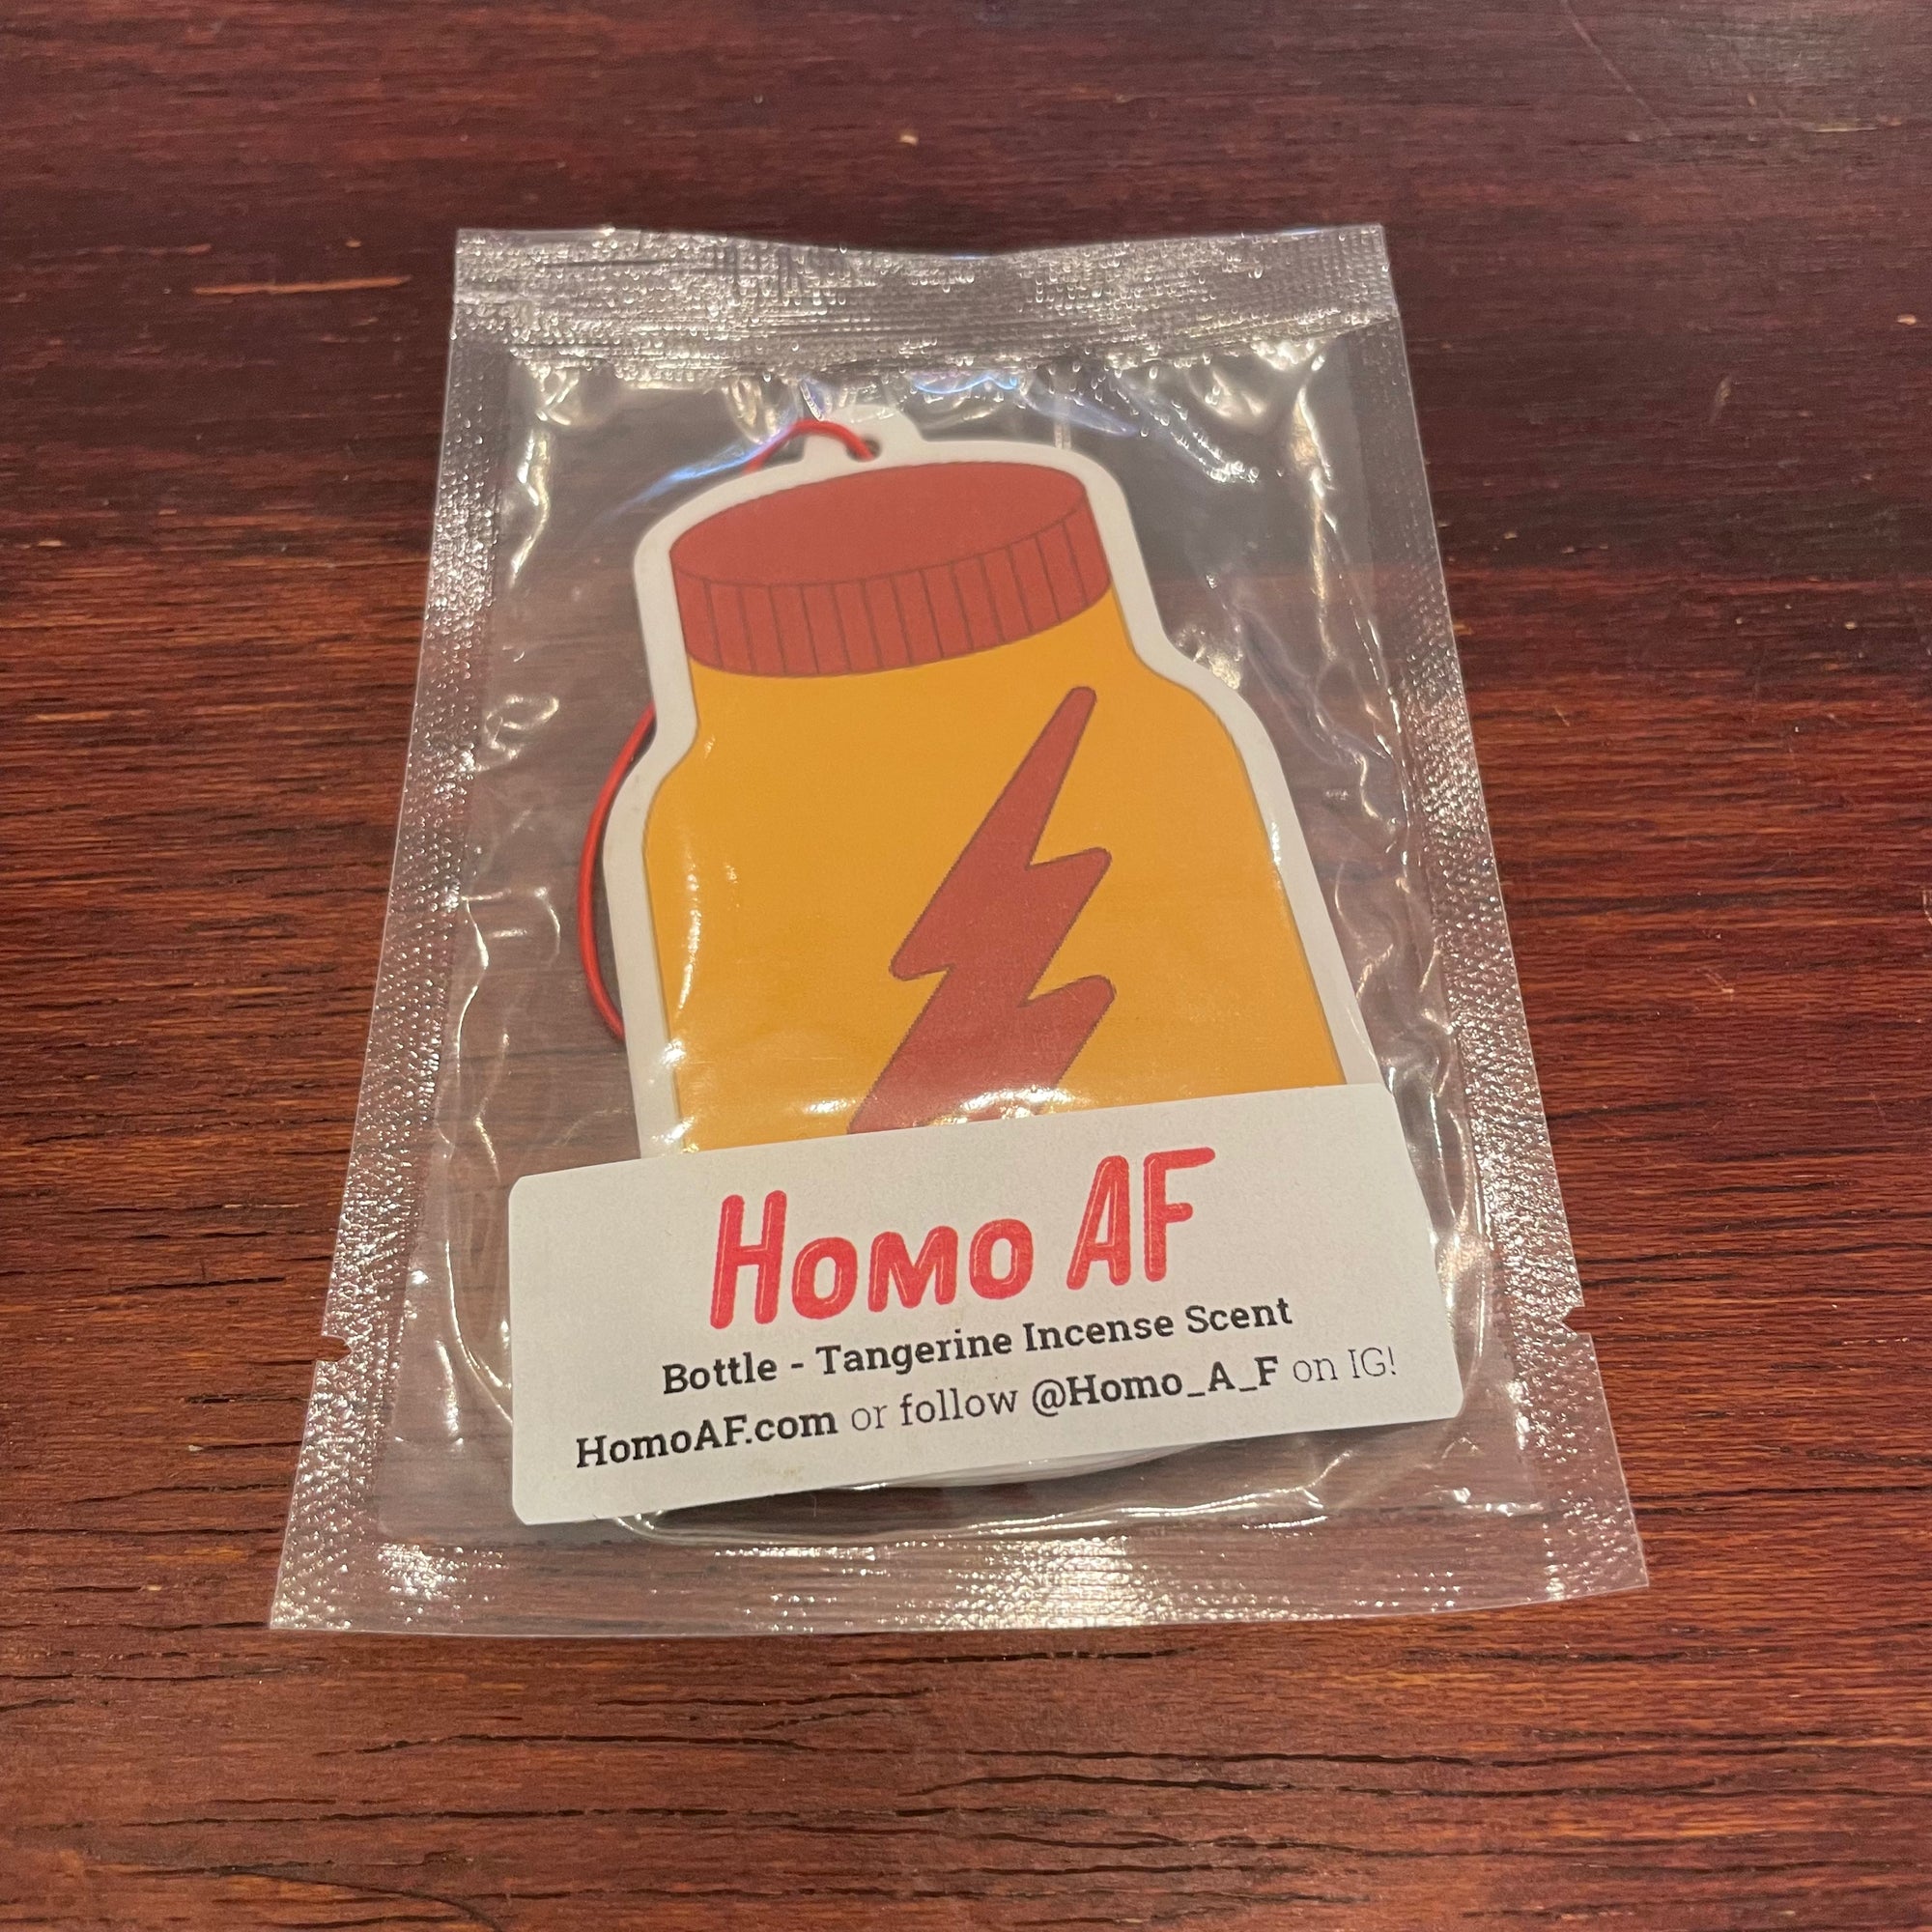 Homo AF
Bottle - Tangerine Incense Scent
HomoAF.com or follow @Homo_A_F on IG!